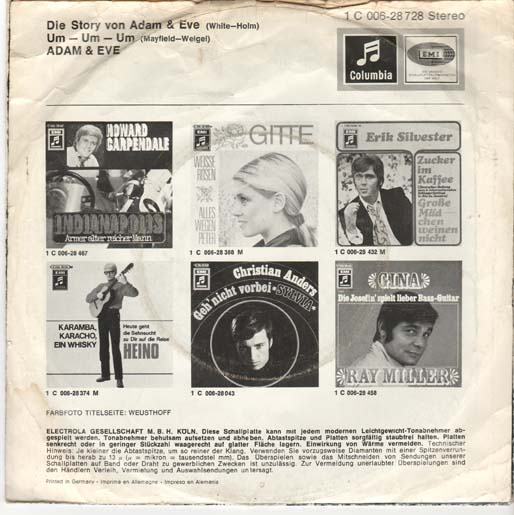 Die Story von Adam & Eve (White-Holm)
Um — Um — Um (Mayfield-Weigel)
ADAM & EVE
1 C 006-28 728 Stereo
Columbia
EMI
HOWARD
CARPENDALE
INDIANAPOLIS
Armer alter reicher Mann
1 C 006-28 467
GITTE
WEISSE
ROSEN
ALLES
WEGEN
PETER
1 C 006-28 388 M
Erik Silvester
Zucker
im
Kaffee
Große
Mäd-
chen
weinen
nicht
1 C 006-28 432 M
KARAMBA,
KARACHO,
EIN WHISKY
Heute geht
die Sehnsucht
zu Dir auf die Reise
HEINO
1 C 006-28 374 M
Christian Anders
Geh' nicht vorbei
SYLVIA
1 C 006-28 043
GINA
Die Josefin' spielt lieber Bass-Guitar
RAY MILLER
1 C 006-28 458
FARBFOTO TITELSEITE: WEUSTHOFF
ELECTROLA GESELLSCHAFT M. B. H. KOLN. Diese Schallplatte kann mit jedem modernen Leichtgewicht-Tonabnehmer ab-
gespielt werden. Tonabnehmer behutsam aufsetzen und abheben. Abtastspitze und Platten sorgfältig staubfrei halten. Platten
senkrecht oder in geringer Stückzahl waagerecht auf glatter Fläche lagern. Einwirkung von Wärme vermeiden. Technischer
Hinweis: Je kleiner die Abtastspitze, um so reiner der Klang. Verwenden Sie vorzugsweise Diamanten mit einer Spitzenverrun-
dung bis herab zu 13 µ (µ = mikron = tausendstel mm). Das Überspielen sowie das Mitschneiden von Sendungen unserer
Schallplatten auf Band oder Draht zu gewerblichen Zwecken ist unzulässig. Zur Vermeidung unerlaubter Überspielungen sind
den Händlern Verleih, Vermietung und Auswahlsendungen untersagt.
Printed in Germany - Imprimé en Allemagne - Impreso en Alemania